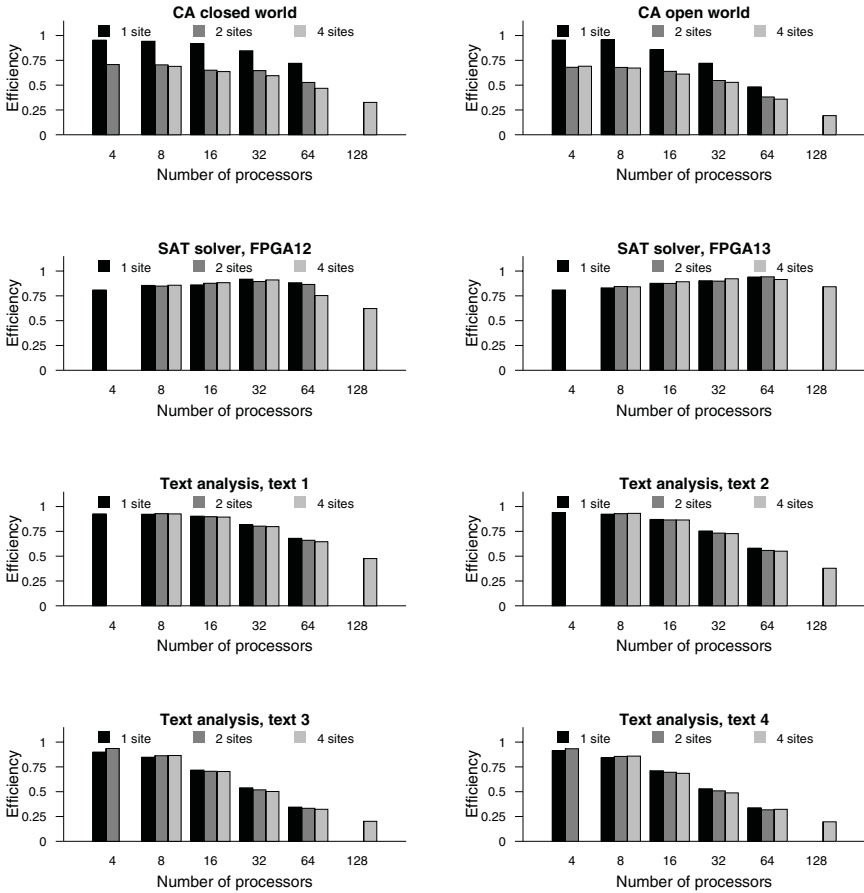 CA closed world
1 site 2 sites 4 sites
1
0.75
0.5
0.25
0
Efficiency
4 8 16 32 64 128
Number of processors
CA open world
1 site 2 sites 4 sites
1
0.75
0.5
0.25
0
Efficiency
4 8 16 32 64 128
Number of processors
SAT solver, FPGA12
1 site 2 sites 4 sites
1
0.75
0.5
0.25
0
Efficiency
4 8 16 32 64 128
Number of processors
SAT solver, FPGA13
1 site 2 sites 4 sites
1
0.75
0.5
0.25
0
Efficiency
4 8 16 32 64 128
Number of processors
Text analysis, text 1
1 site 2 sites 4 sites
1
0.75
0.5
0.25
0
Efficiency
4 8 16 32 64 128
Number of processors
Text analysis, text 2
1 site 2 sites 4 sites
1
0.75
0.5
0.25
0
Efficiency
4 8 16 32 64 128
Number of processors
Text analysis, text 3
1 site 2 sites 4 sites
1
0.75
0.5
0.25
0
Efficiency
4 8 16 32 64 128
Number of processors
Text analysis, text 4
1 site 2 sites 4 sites
1
0.75
0.5
0.25
0
Efficiency
4 8 16 32 64 128
Number of processors